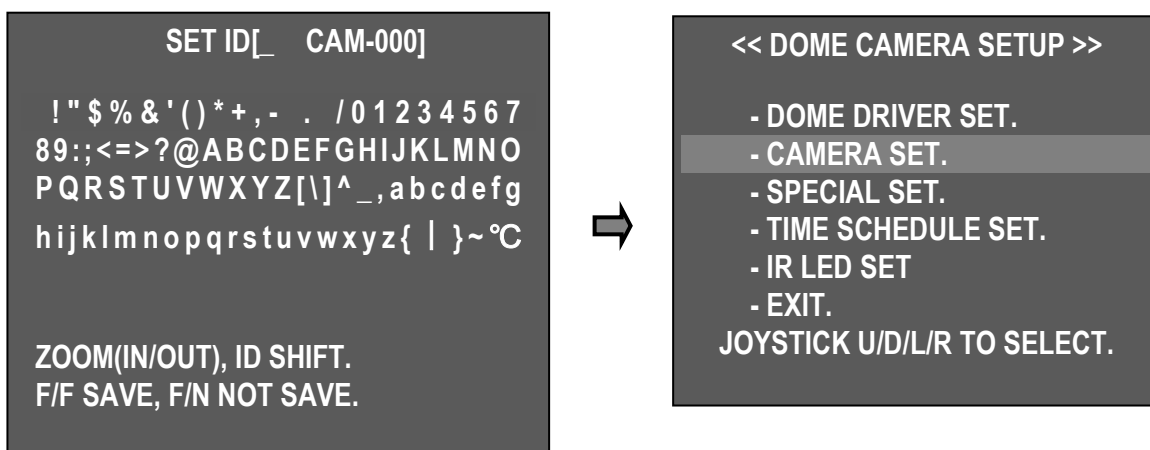 SET ID[_ CAM-000]
! " $ % & ' ( ) * + , - . / 0 1 2 3 4 5 6 7
8 9 : ; < = > ? @ A B C D E F G H I J K L M N O
P Q R S T U V W X Y Z [ \ ] ^ _ , a b c d e f g
h i j k l m n o p q r s t u v w x y z { | } ~ ℃
ZOOM(IN/OUT), ID SHIFT.
F/F SAVE, F/N NOT SAVE.
<< DOME CAMERA SETUP >>
- DOME DRIVER SET.
- CAMERA SET.
- SPECIAL SET.
- TIME SCHEDULE SET.
- IR LED SET
- EXIT.
JOYSTICK U/D/L/R TO SELECT.